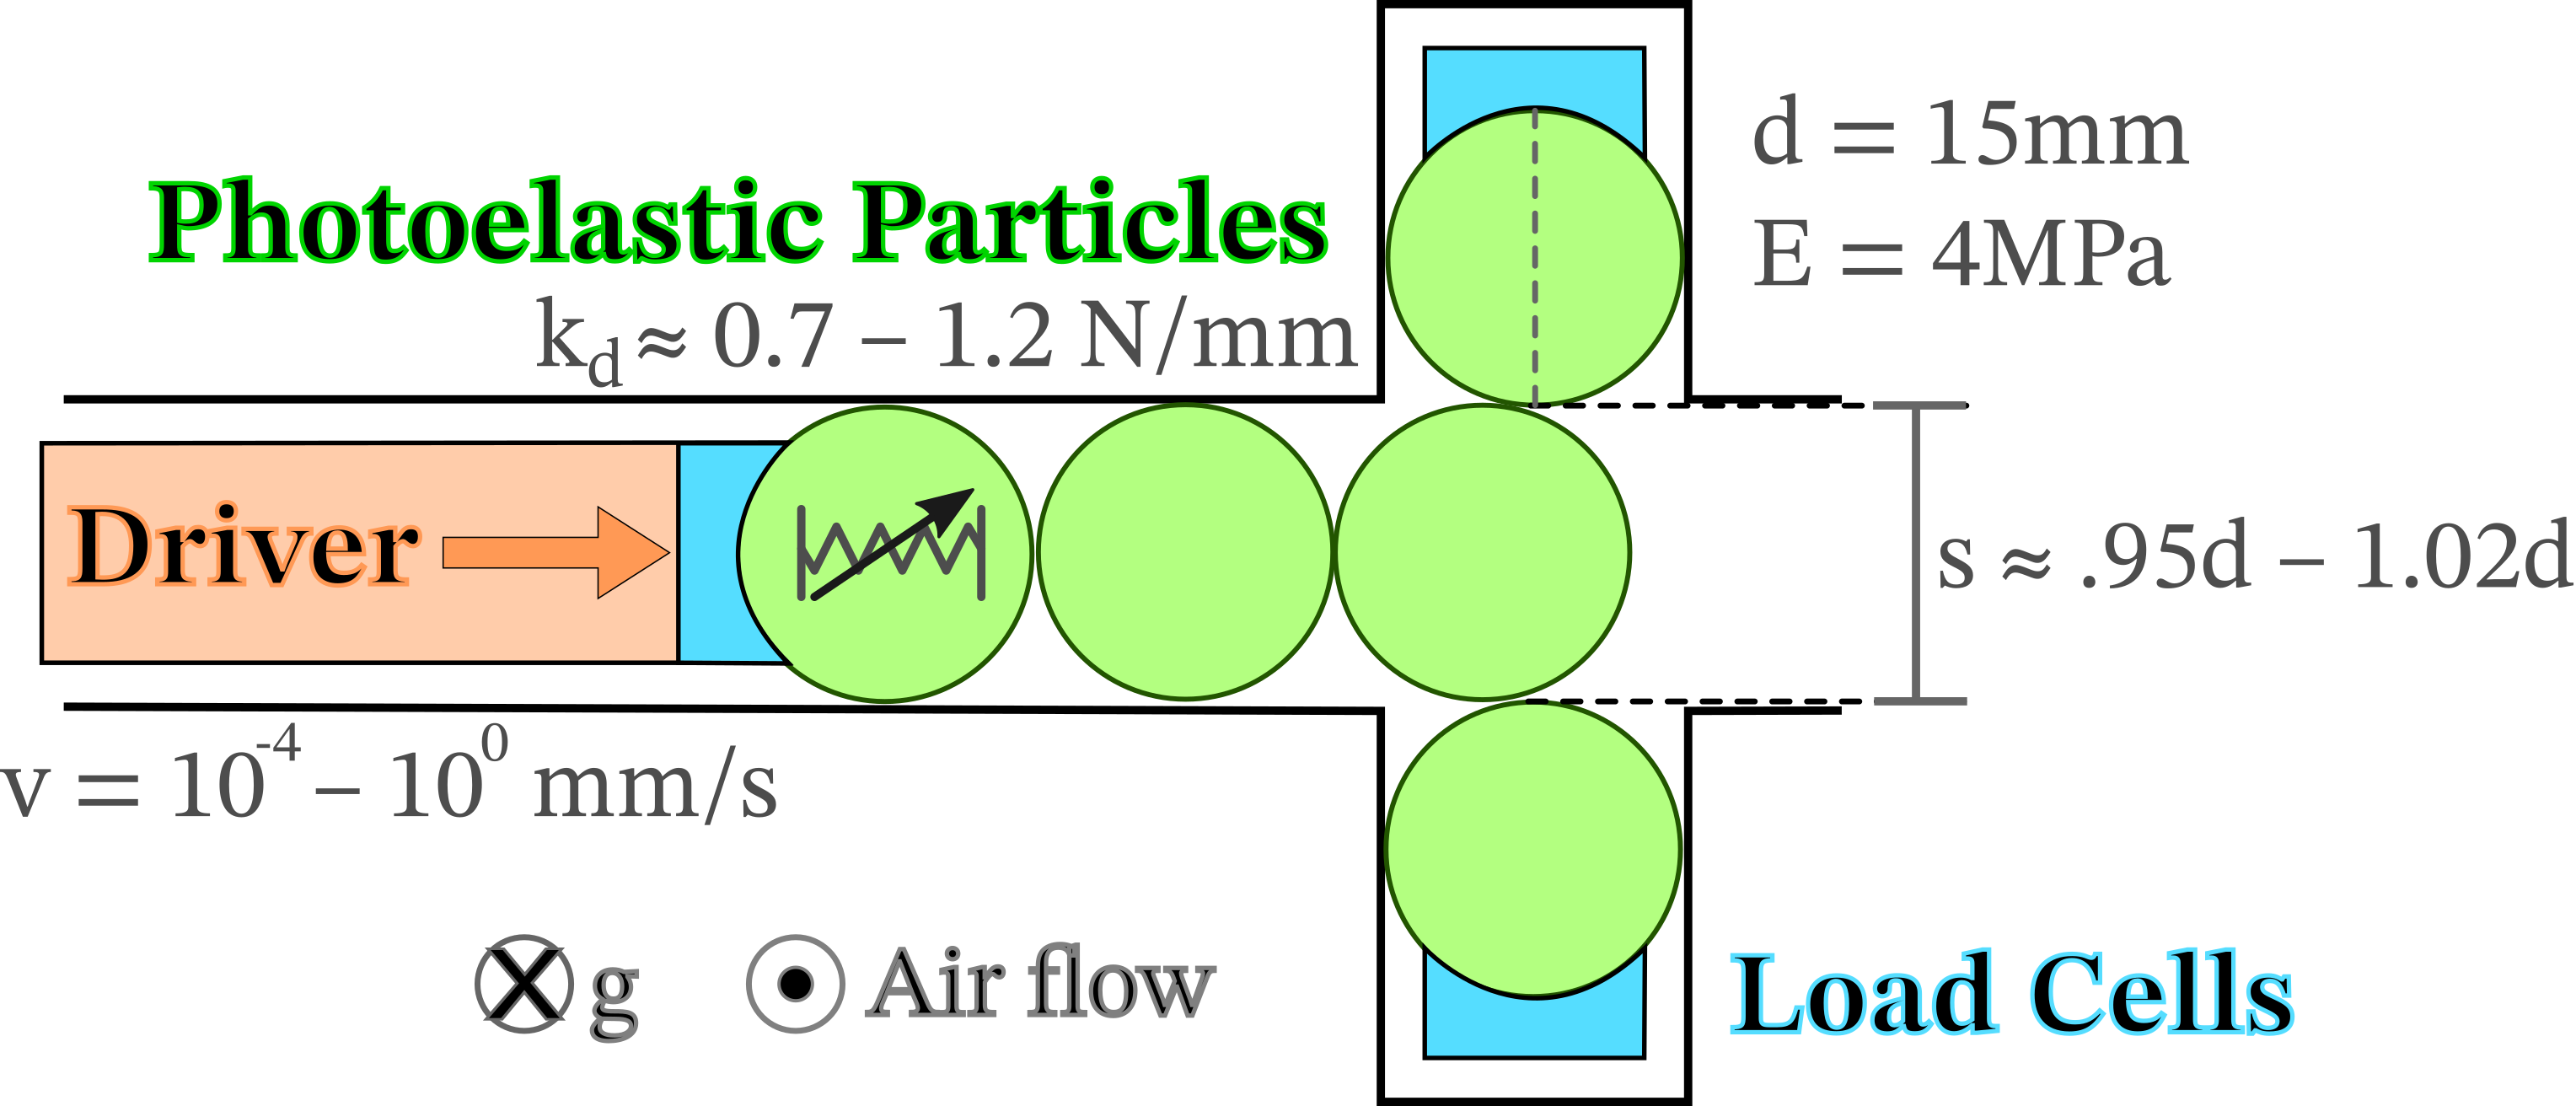 d = 15mm
E = 4MPa
Photoelastic Particles
k_d ≈ 0.7 – 1.2 N/mm
Driver
s ≈ .95d – 1.02d
v = 10^-4 – 10^0 mm/s
X g
Air flow
Load Cells